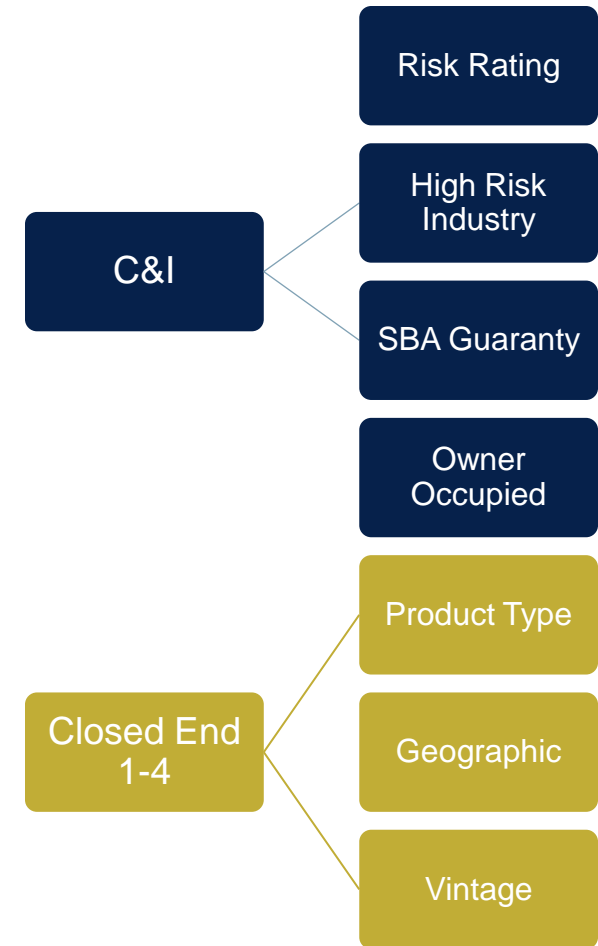 Risk Rating
High Risk
Industry
C&I
SBA Guaranty
Owner
Occupied
Product Type
Closed End
1-4
Geographic
Vintage